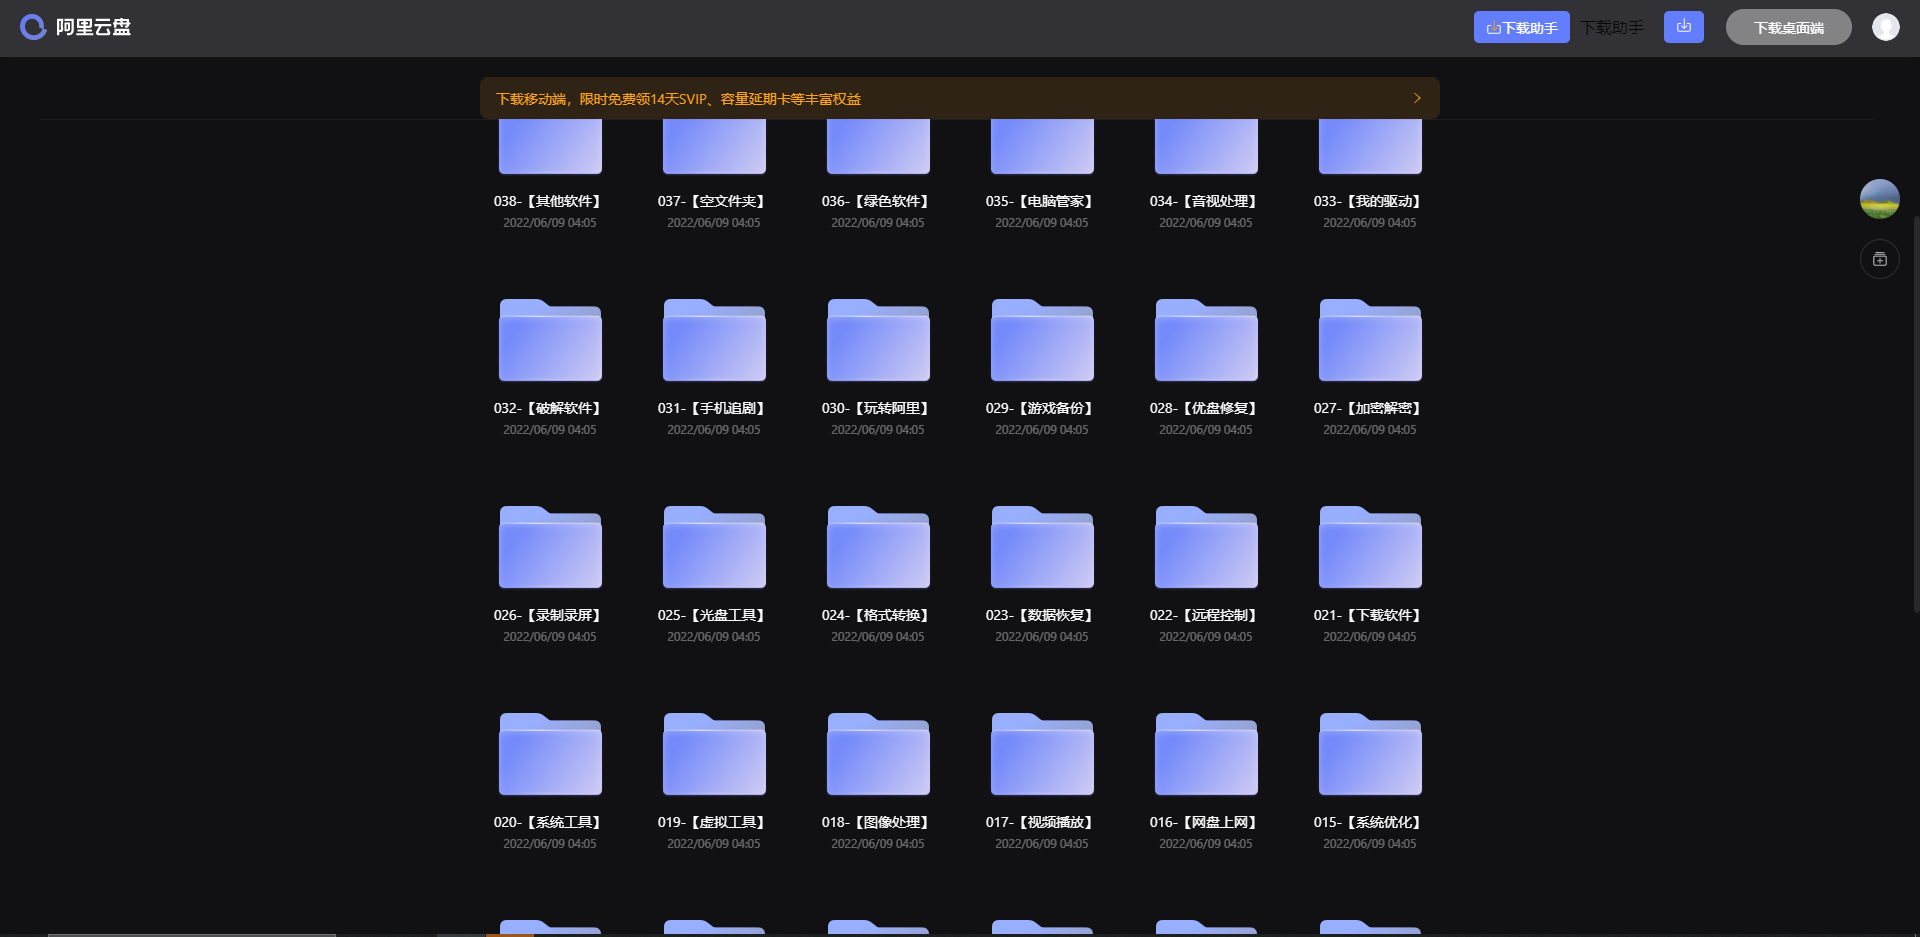 阿里云盘
下载助手
下载助手
下载桌面端
下载移动端，限时免费领14天SVIP、容量延期卡等丰富权益
038-【其他软件】
037-【空文件夹】
036-【绿色软件】
035-【电脑管家】
034-【音视处理】
033-【我的驱动】
2022/06/09 04:05
2022/06/09 04:05
2022/06/09 04:05
2022/06/09 04:05
2022/06/09 04:05
2022/06/09 04:05
032-【破解软件】
031-【手机追剧】
030-【玩转阿里】
029-【游戏备份】
028-【优盘修复】
027-【加密解密】
2022/06/09 04:05
2022/06/09 04:05
2022/06/09 04:05
2022/06/09 04:05
2022/06/09 04:05
2022/06/09 04:05
026-【录制录屏】
025-【光盘工具】
024-【格式转换】
023-【数据恢复】
022-【远程控制】
021-【下载软件】
2022/06/09 04:05
2022/06/09 04:05
2022/06/09 04:05
2022/06/09 04:05
2022/06/09 04:05
2022/06/09 04:05
020-【系统工具】
019-【虚拟工具】
018-【图像处理】
017-【视频播放】
016-【网盘上网】
015-【系统优化】
2022/06/09 04:05
2022/06/09 04:05
2022/06/09 04:05
2022/06/09 04:05
2022/06/09 04:05
2022/06/09 04:05